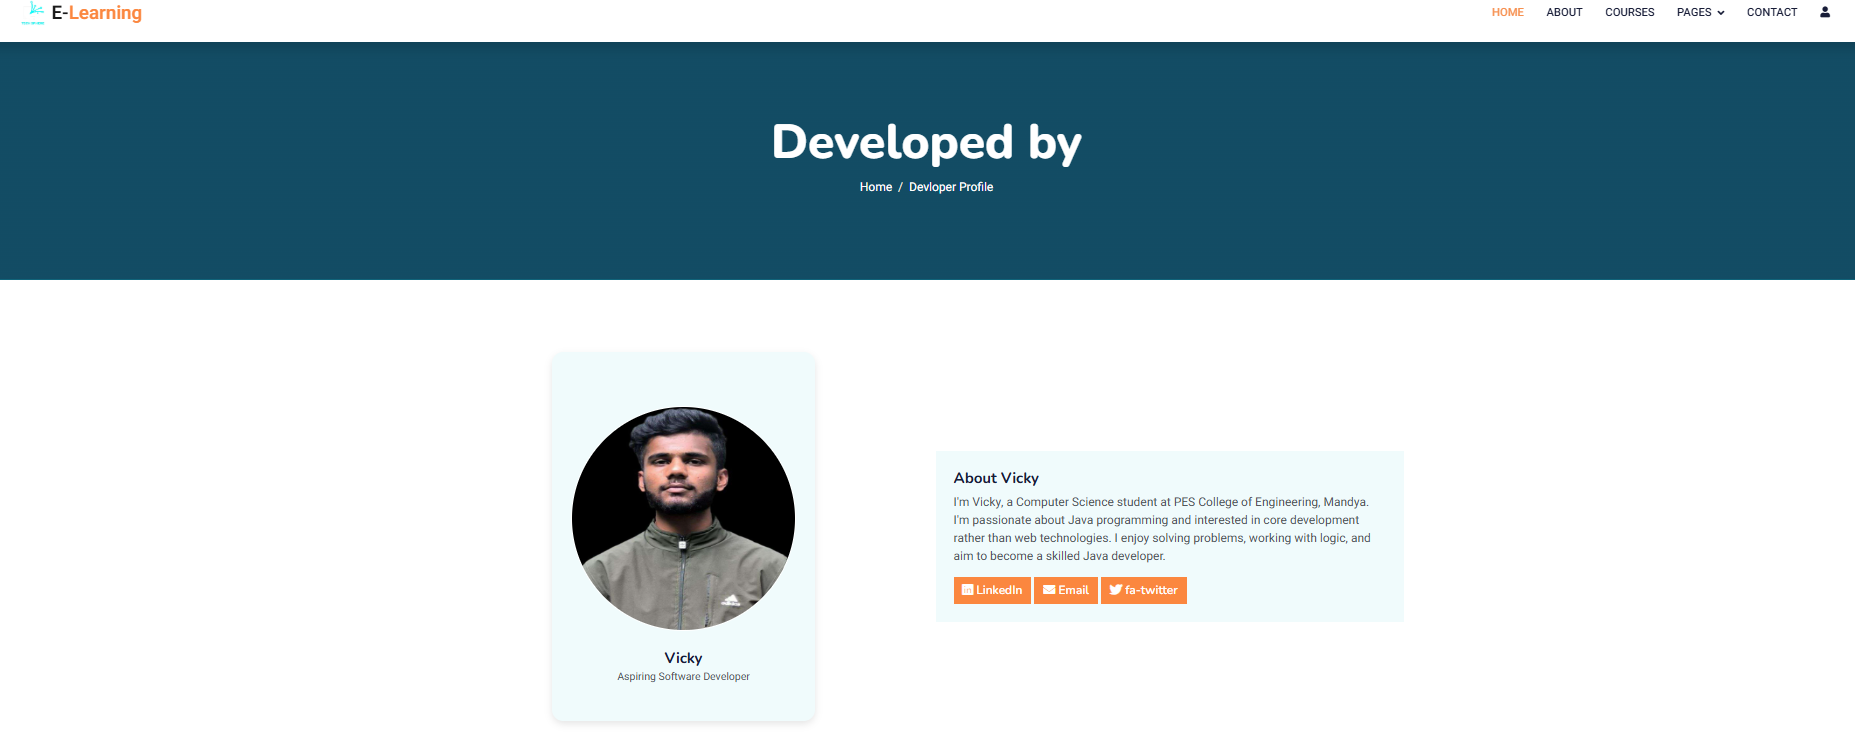 E-Learning
HOME ABOUT COURSES PAGES CONTACT
Developed by
Home / Devloper Profile
Vicky
Aspiring Software Developer
About Vicky
I'm Vicky, a Computer Science student at PES College of Engineering, Mandya.
I'm passionate about Java programming and interested in core development
rather than web technologies. I enjoy solving problems, working with logic, and
aim to become a skilled Java developer.
LinkedIn Email fa-twitter